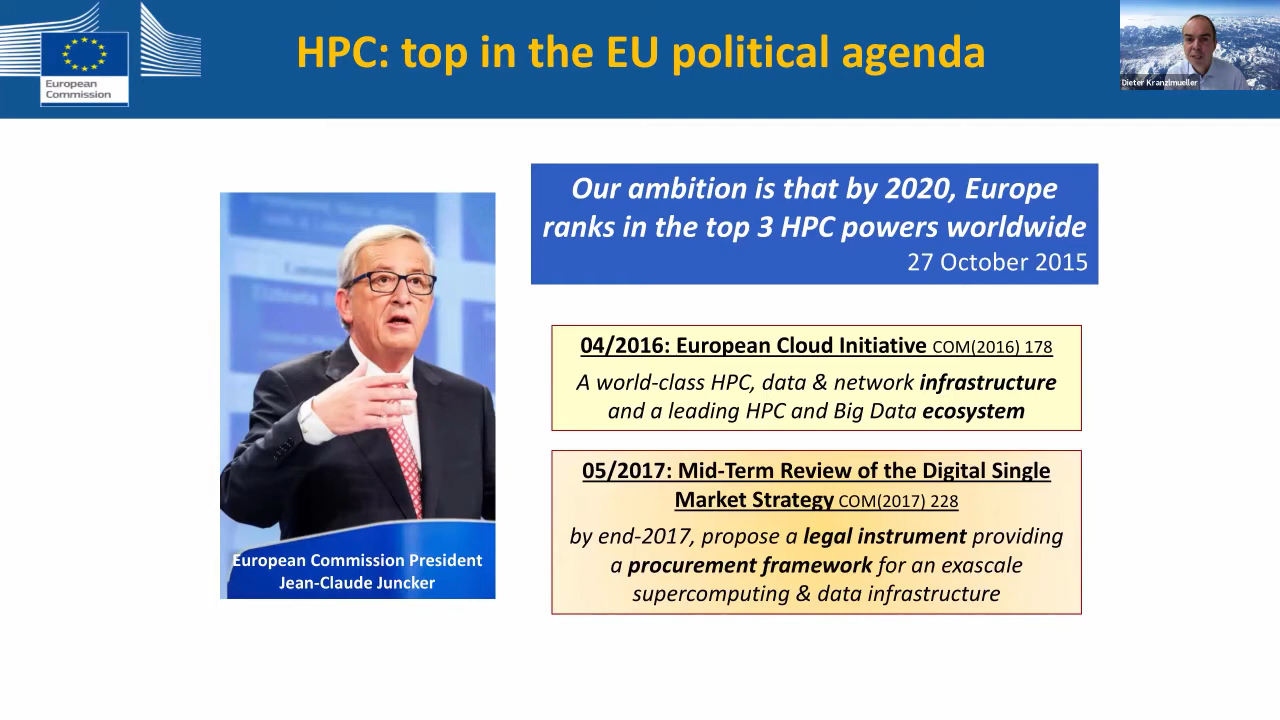 HPC: top in the EU political agenda
European
Commission
Dieter Kranzlmueller
Our ambition is that by 2020, Europe
ranks in the top 3 HPC powers worldwide
27 October 2015
European Commission President
Jean-Claude Juncker
04/2016: European Cloud Initiative COM(2016) 178
A world-class HPC, data & network infrastructure
and a leading HPC and Big Data ecosystem
05/2017: Mid-Term Review of the Digital Single
Market Strategy COM(2017) 228
by end-2017, propose a legal instrument providing
a procurement framework for an exascale
supercomputing & data infrastructure